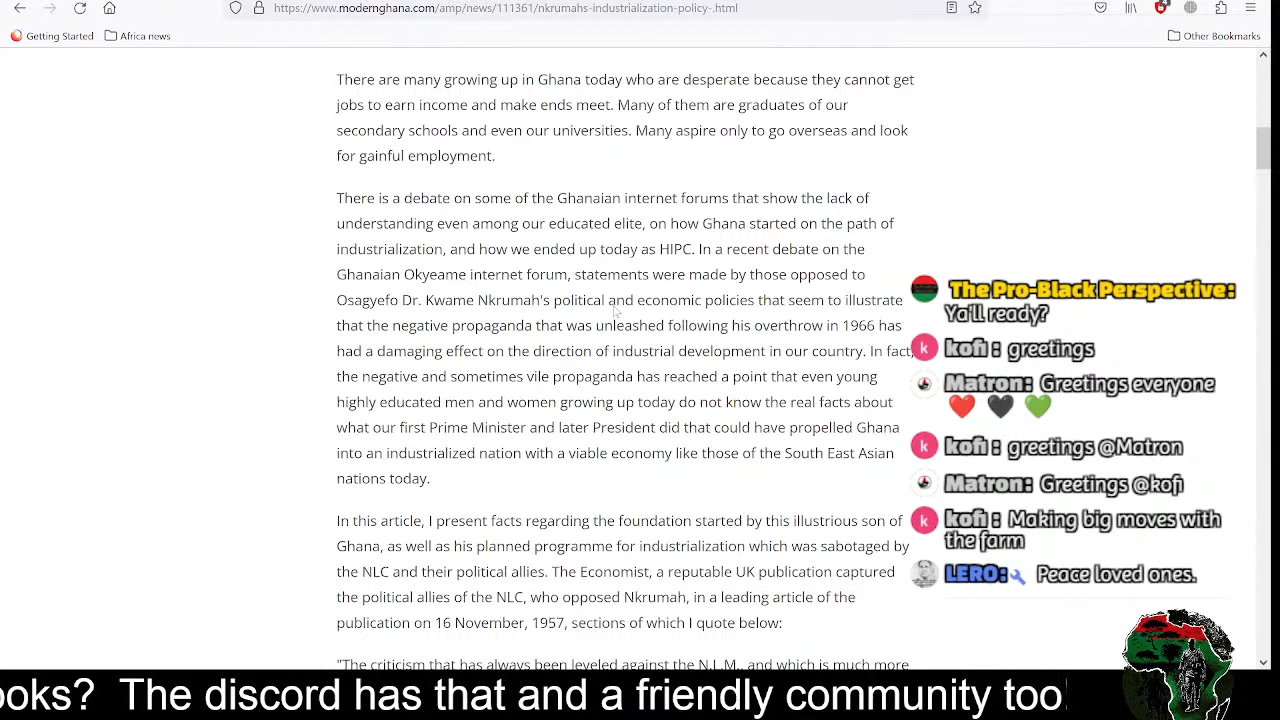 https://www.modernghana.com/amp/news/111361/nkrumahs-industrialization-policy-.html
Getting Started
Africa news
Other Bookmarks
There are many growing up in Ghana today who are desperate because they cannot get
jobs to earn income and make ends meet. Many of them are graduates of our
secondary schools and even our universities. Many aspire only to go overseas and look
for gainful employment.
There is a debate on some of the Ghanaian internet forums that show the lack of
understanding even among our educated elite, on how Ghana started on the path of
industrialization, and how we ended up today as HIPC. In a recent debate on the
Ghanaian Okyeame internet forum, statements were made by those opposed to
Osagyefo Dr. Kwame Nkrumah's political and economic policies that seem to illustrate
that the negative propaganda that was unleashed following his overthrow in 1966 has
had a damaging effect on the direction of industrial development in our country. In fact,
the negative and sometimes vile propaganda has reached a point that even young
highly educated men and women growing up today do not know the real facts about
what our first Prime Minister and later President did that could have propelled Ghana
into an industrialized nation with a viable economy like those of the South East Asian
nations today.
In this article, I present facts regarding the foundation started by this illustrious son of
Ghana, as well as his planned programme for industrialization which was sabotaged by
the NLC and their political allies. The Economist, a reputable UK publication captured
the political allies of the NLC, who opposed Nkrumah, in a leading article of the
publication on 16 November, 1957, sections of which I quote below:
"The criticism that has always been leveled against the N.L.M., and which is much more
The Pro-Black Perspective:
Ya'll ready?
k kofi : greetings
Matron: Greetings everyone
❤️ 🖤 💚
k kofi : greetings @Matron
Matron: Greetings @kofi
k kofi : Making big moves with
the farm
LERO: Peace loved ones.
ooks? The discord has that and a friendly community too